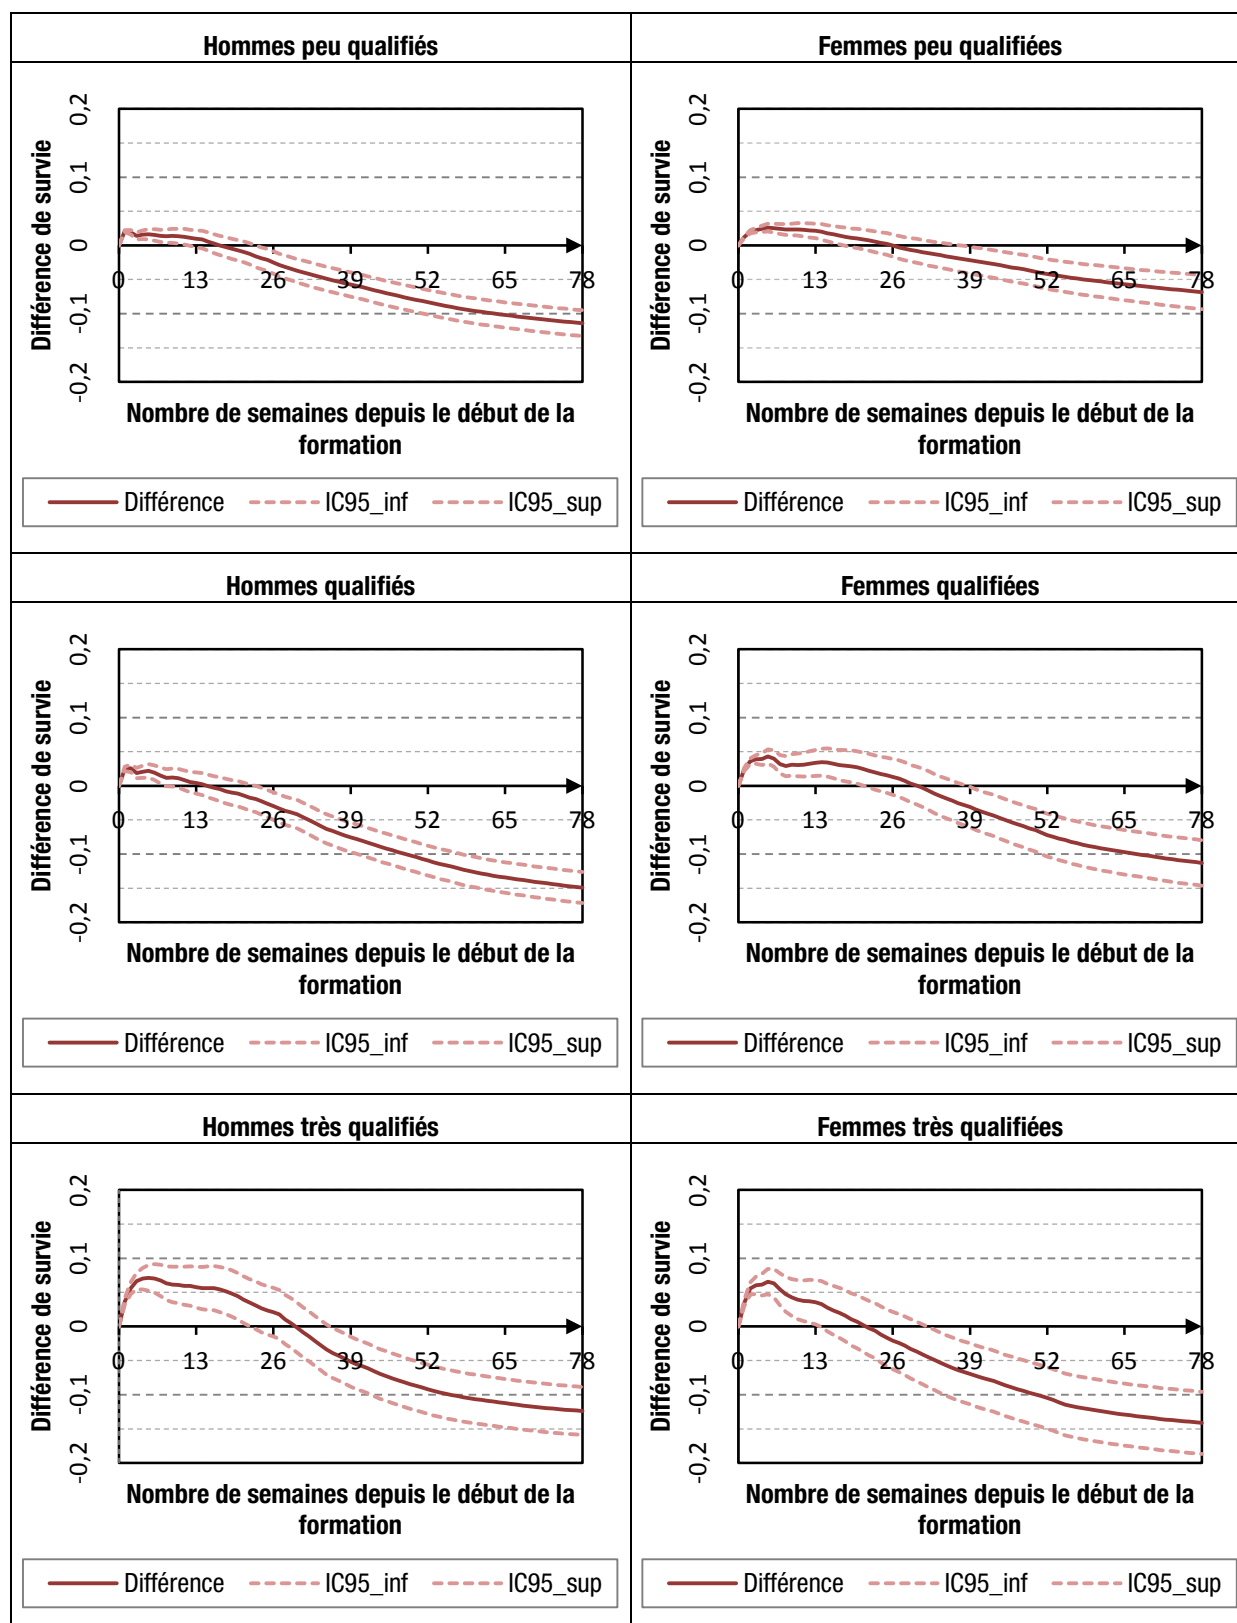 Hommes peu qualifiés
Différence de survie
0,2
0,1
0
-0,1
-0,2
0 13 26 39 52 65 78
Nombre de semaines depuis le début de la
formation
Différence IC95_inf IC95_sup
Femmes peu qualifiées
Différence de survie
0,2
0,1
0
-0,1
-0,2
0 13 26 39 52 65 78
Nombre de semaines depuis le début de la
formation
Différence IC95_inf IC95_sup
Hommes qualifiés
Différence de survie
0,2
0,1
0
-0,1
-0,2
0 13 26 39 52 65 78
Nombre de semaines depuis le début de la
formation
Différence IC95_inf IC95_sup
Femmes qualifiées
Différence de survie
0,2
0,1
0
-0,1
-0,2
0 13 26 39 52 65 78
Nombre de semaines depuis le début de la
formation
Différence IC95_inf IC95_sup
Hommes très qualifiés
Différence de survie
0,2
0,1
0
-0,1
-0,2
0 13 26 39 52 65 78
Nombre de semaines depuis le début de la
formation
Différence IC95_inf IC95_sup
Femmes très qualifiées
Différence de survie
0,2
0,1
0
-0,1
-0,2
0 13 26 39 52 65 78
Nombre de semaines depuis le début de la
formation
Différence IC95_inf IC95_sup